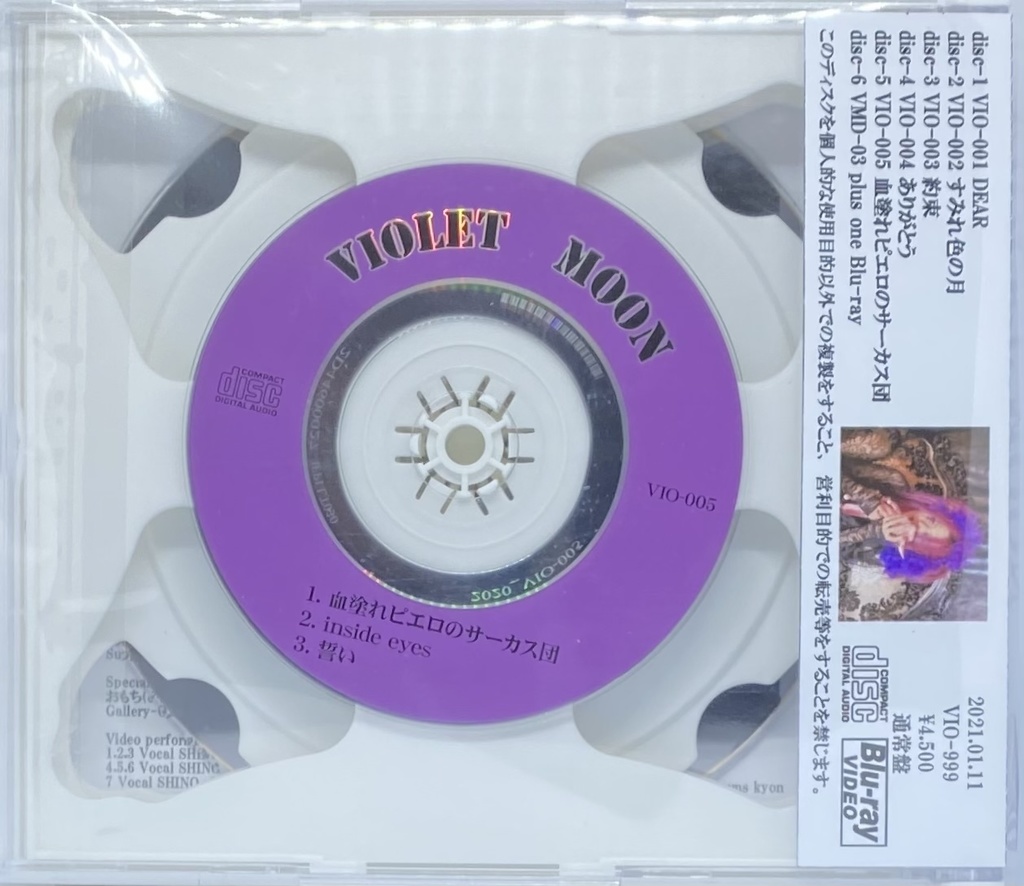 VIOLET MOON
COMPACT
disc
DIGITAL AUDIO
VIO-005
2020_VIO-005
1. 血塗れピエロのサーカス団
2. inside eyes
3. 誓い
Gallery-
Video perfor
1.2.3 Vocal SHI
4.5.6 Vocal SHINO
7 Vocal SHINO
kyon
disc-1 VIO-001 DEAR
disc-2 VIO-002 すみれ色の月
disc-3 VIO-003 約束
disc-4 VIO-004 ありがとう
disc-5 VIO-005 血塗れピエロのサーカス団
disc-6 VMD-03 plus one Blu-ray
このディスクを個人的な使用目的以外での複製をすること、営利目的での転売等をすることを禁じます。
2021.01.11
VIO-999
¥4.500
通常盤
COMPACT
disc
DIGITAL AUDIO
Blu-ray
VIDEO